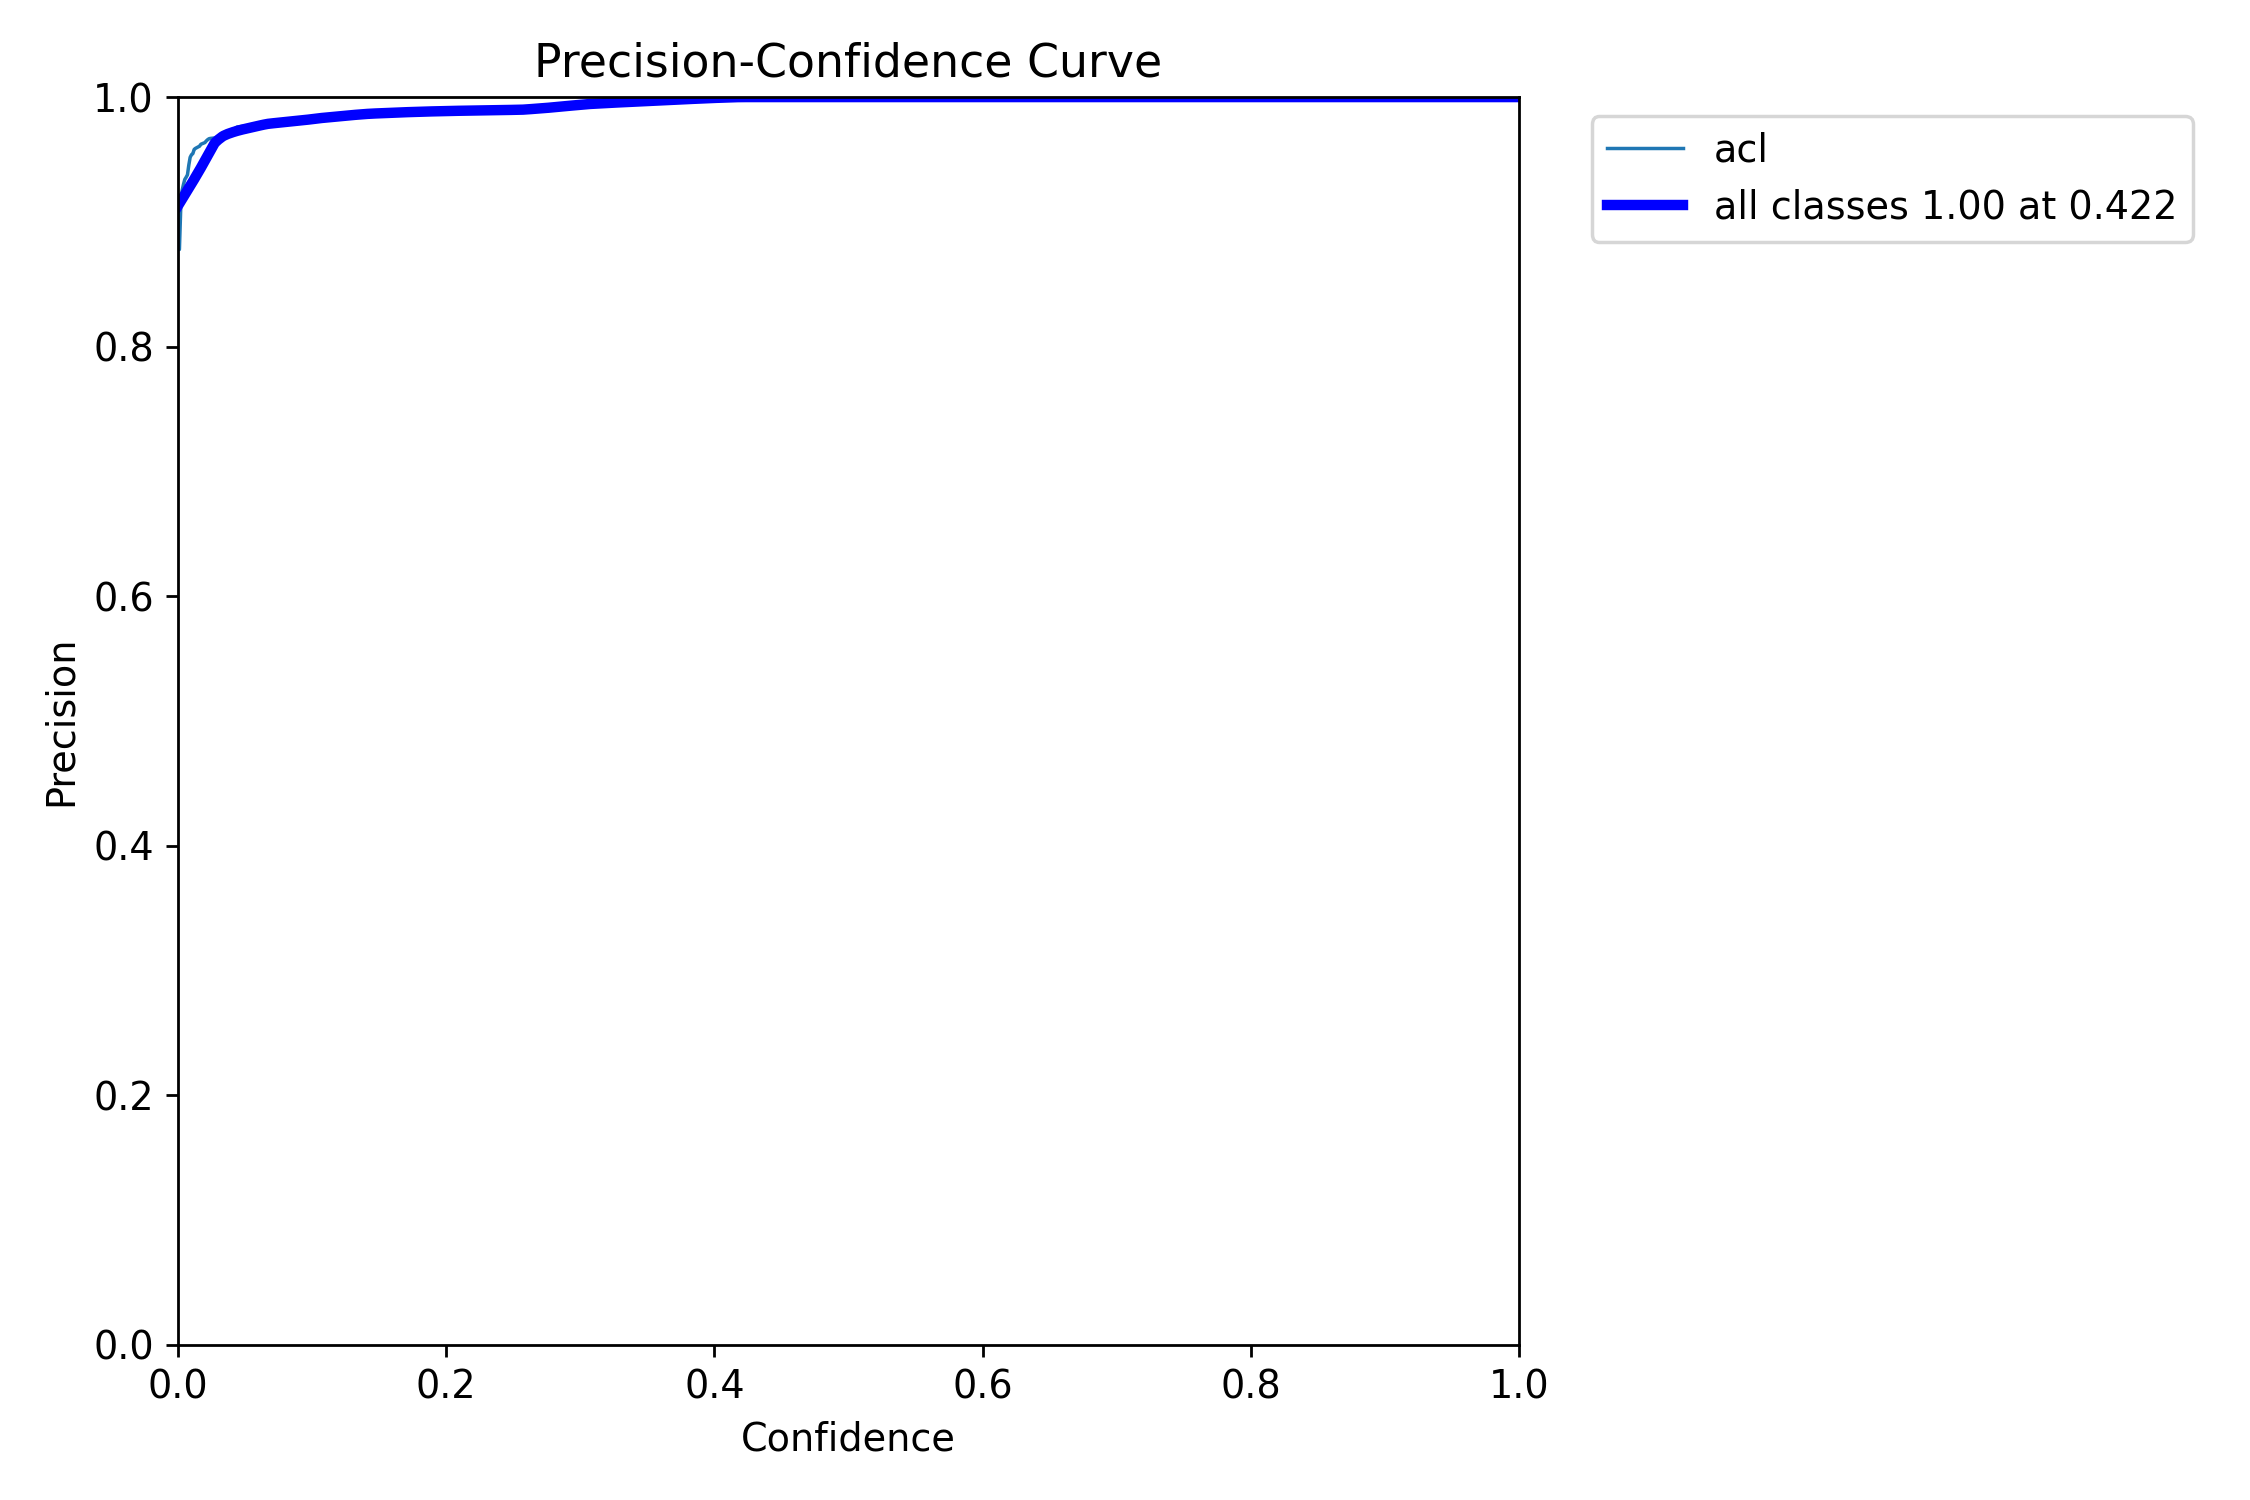 Precision-Confidence Curve
acl
all classes 1.00 at 0.422
1.0
0.8
0.6
0.4
0.2
0.0
Precision
0.0 0.2 0.4 0.6 0.8 1.0
Confidence